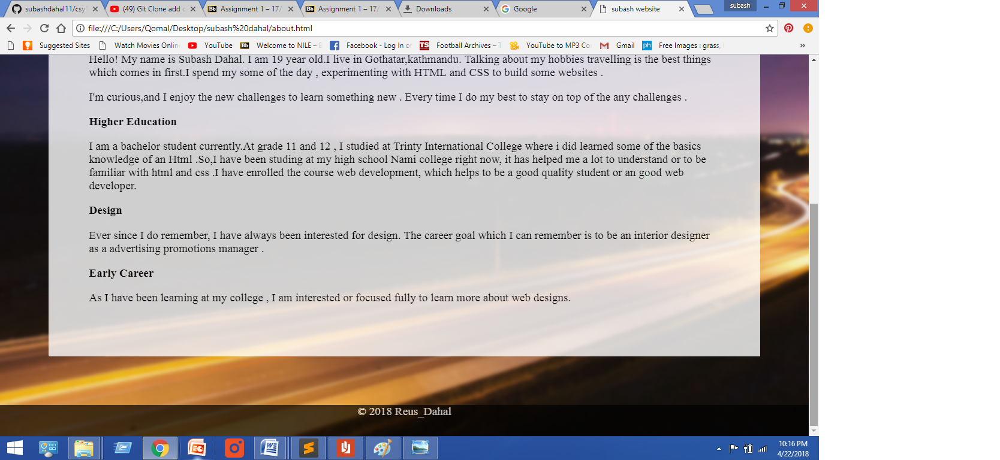 subashdahal11/csy
(49) Git Clone add c
Assignment 1 – 17/
Assignment 1 – 17/
Downloads
Google
subash website
subash
file:///C:/Users/Qomal/Desktop/subash%20dahal/about.html
Suggested Sites
Watch Movies Onlin
YouTube
Bb
Welcome to NILE –
Facebook - Log In o
TS
Football Archives –
YouTube to MP3 Co
Gmail
ph
Free Images : grass,
»
Hello! My name is Subash Dahal. I am 19 year old.I live in Gothatar,kathmandu. Talking about my hobbies travelling is the best things
which comes in first.I spend my some of the day , experimenting with HTML and CSS to build some websites .
I'm curious,and I enjoy the new challenges to learn something new . Every time I do my best to stay on top of the any challenges .
Higher Education
I am a bachelor student currently.At grade 11 and 12 , I studied at Trinty International College where i did learned some of the basics
knowledge of an Html .So,I have been studing at my high school Nami college right now, it has helped me a lot to understand or to be
familiar with html and css .I have enrolled the course web development, which helps to be a good quality student or an good web
developer.
Design
Ever since I do remember, I have always been interested for design. The career goal which I can remember is to be an interior designer
as a advertising promotions manager .
Early Career
As I have been learning at my college , I am interested or focused fully to learn more about web designs.
© 2018 Reus_Dahal
10:16 PM
4/22/2018